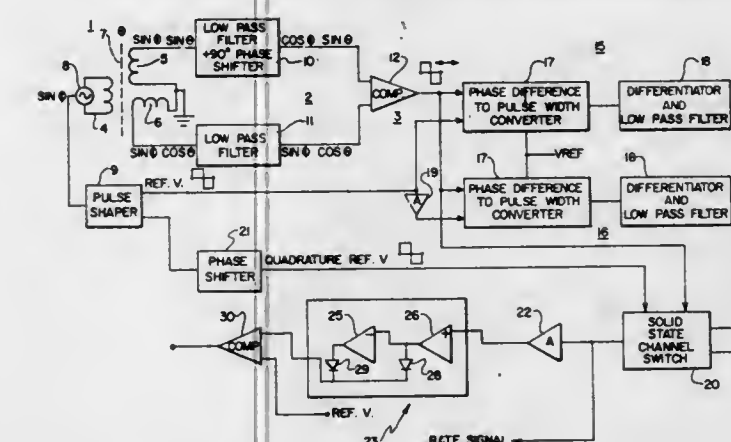 1
θ
7
SIN Φ SIN θ
LOW PASS
FILTER
+90° PHASE
SHIFTER
10
COS Φ SIN θ
5
8
SIN Φ
4
6
2
11
LOW PASS
FILTER
SIN Φ COS θ
SIN Φ COS θ
12
COMP
3
15
17
PHASE DIFFERENCE
TO PULSE WIDTH
CONVERTER
18
DIFFERENTIATOR
AND
LOW PASS FILTER
VREF
9
PULSE
SHAPER
REF. V.
19
A
17
PHASE DIFFERENCE
TO PULSE WIDTH
CONVERTER
18
DIFFERENTIATOR
AND
LOW PASS FILTER
16
21
PHASE
SHIFTER
QUADRATURE REF. V
30
COMP
25
26
29
28
22
A
SOLID
STATE
CHANNEL
SWITCH
20
REF. V.
23
RATE SIGNAL